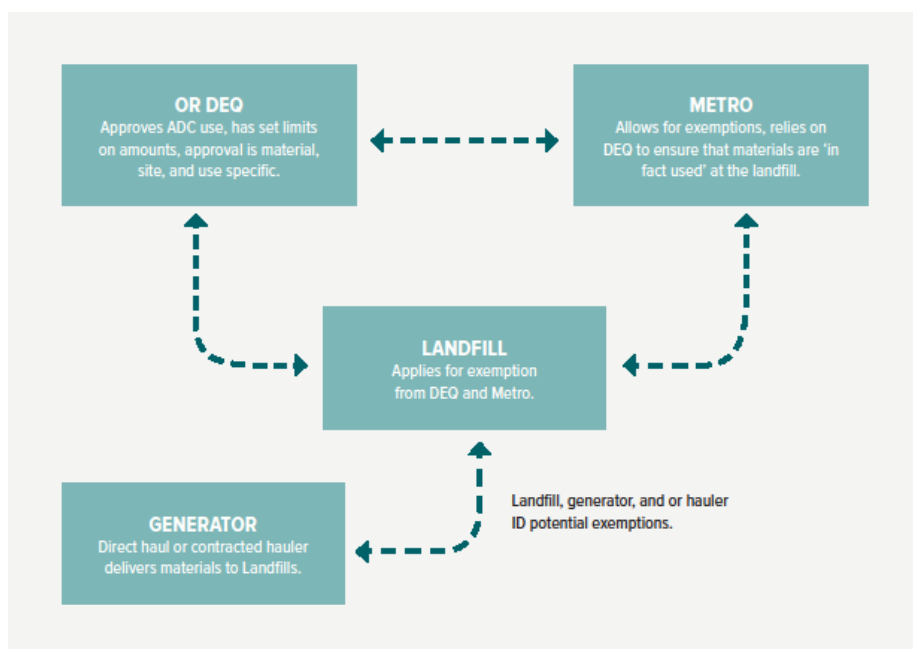 OR DEQ
Approves ADC use, has set limits
on amounts, approval is material,
site, and use specific.
METRO
Allows for exemptions, relies on
DEQ to ensure that materials are 'in
fact used' at the landfill.
LANDFILL
Applies for exemption
from DEQ and Metro.
Landfill, generator, and or hauler
ID potential exemptions.
GENERATOR
Direct haul or contracted hauler
delivers materials to Landfills.